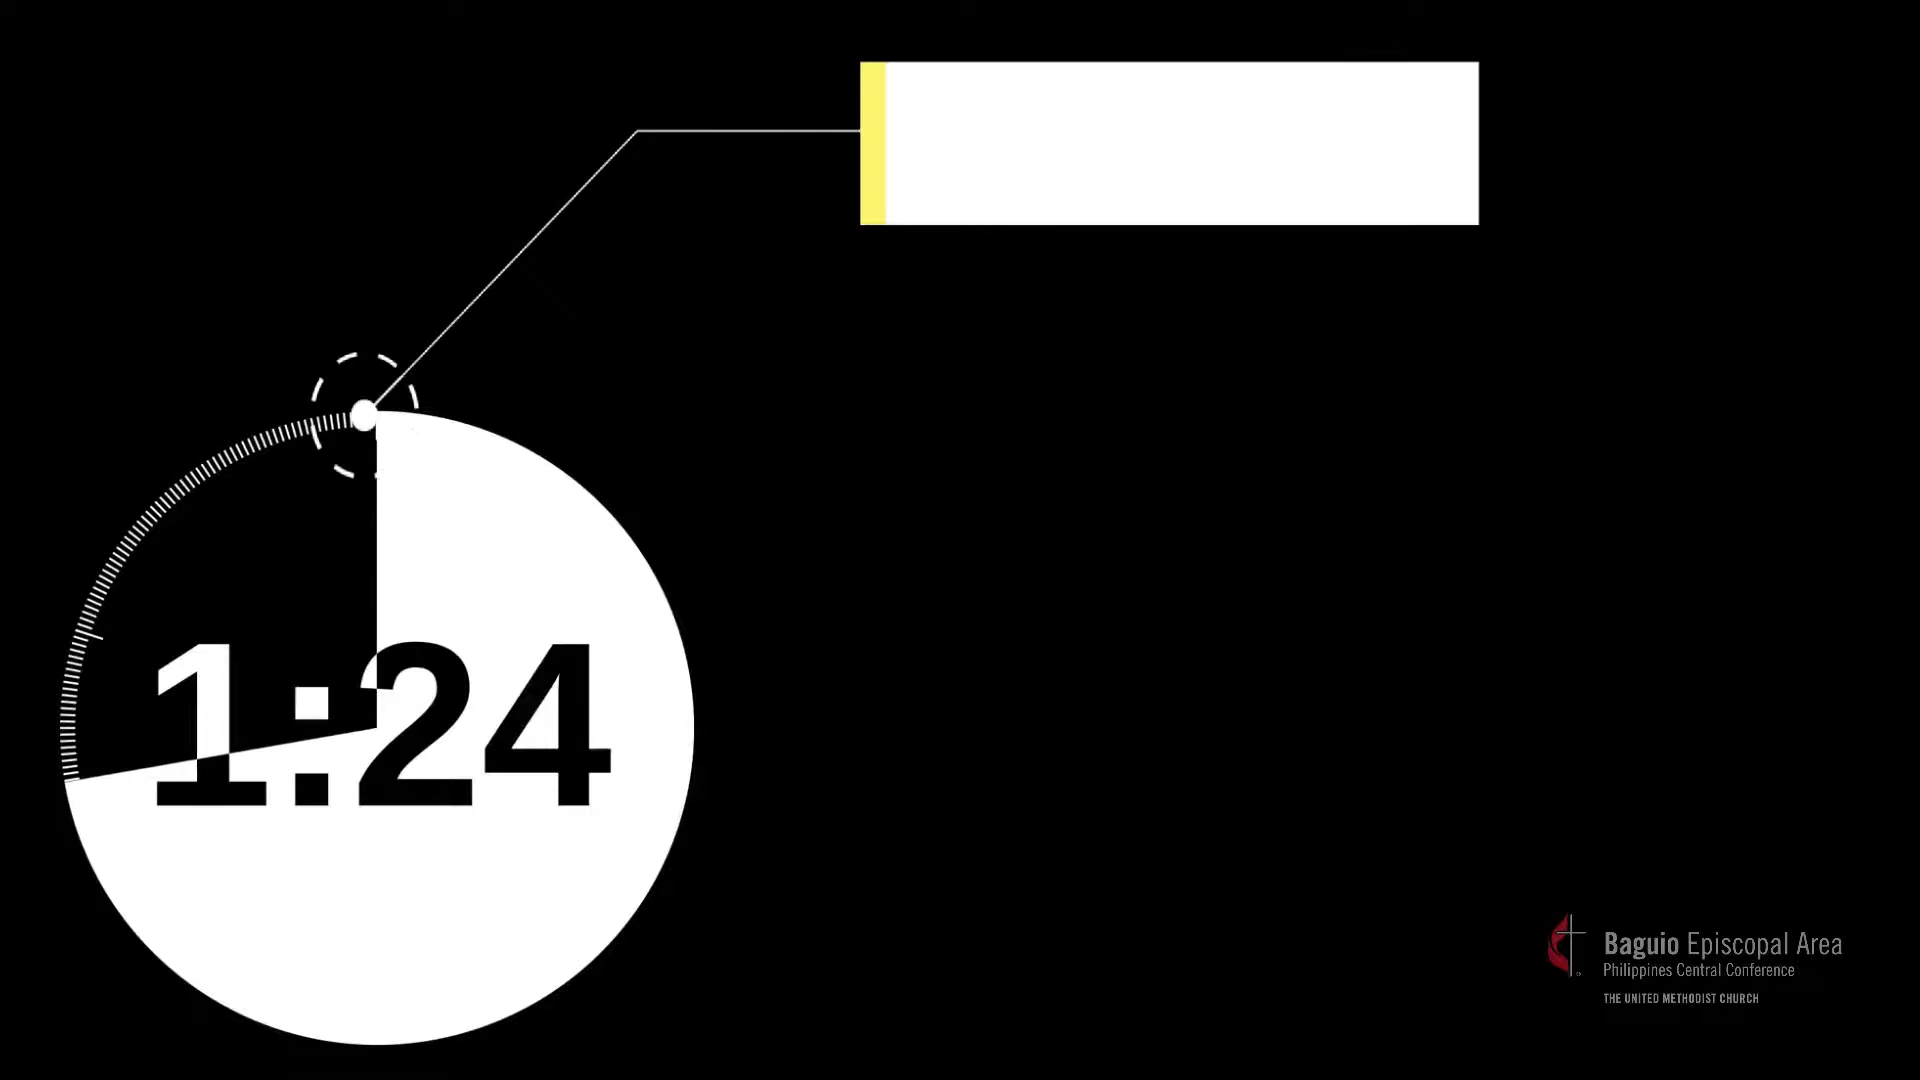 1:24
Baguio Episcopal Area
Philippines Central Conference
THE UNITED METHODIST CHURCH